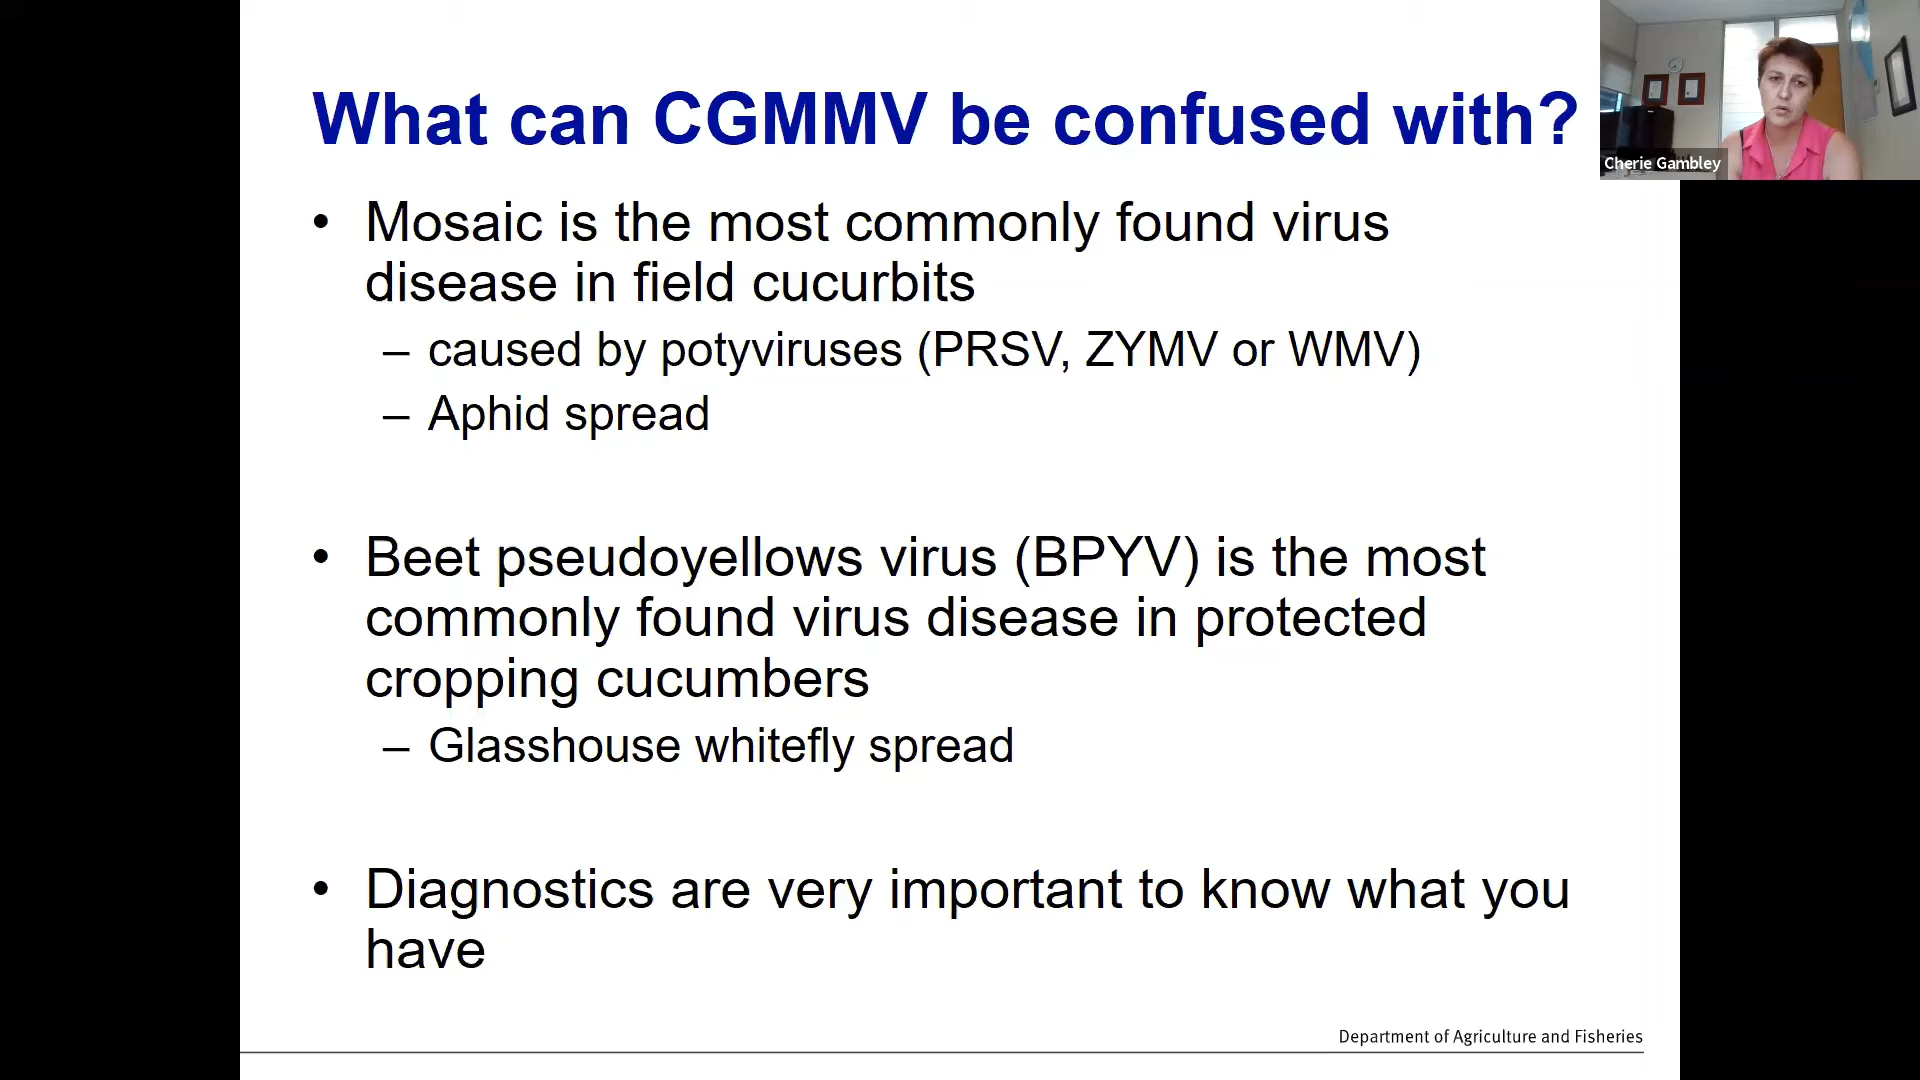 What can CGMMV be confused with?
Cherie Gambley
• Mosaic is the most commonly found virus
disease in field cucurbits
– caused by potyviruses (PRSV, ZYMV or WMV)
– Aphid spread
• Beet pseudoyellows virus (BPYV) is the most
commonly found virus disease in protected
cropping cucumbers
– Glasshouse whitefly spread
• Diagnostics are very important to know what you
have
Department of Agriculture and Fisheries